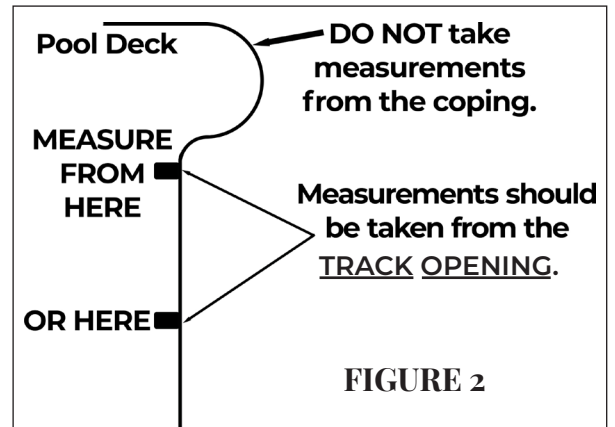 Pool Deck
DO NOT take
measurements
from the coping.
MEASURE
FROM
HERE
Measurements should
be taken from the
TRACK OPENING.
OR HERE
FIGURE 2